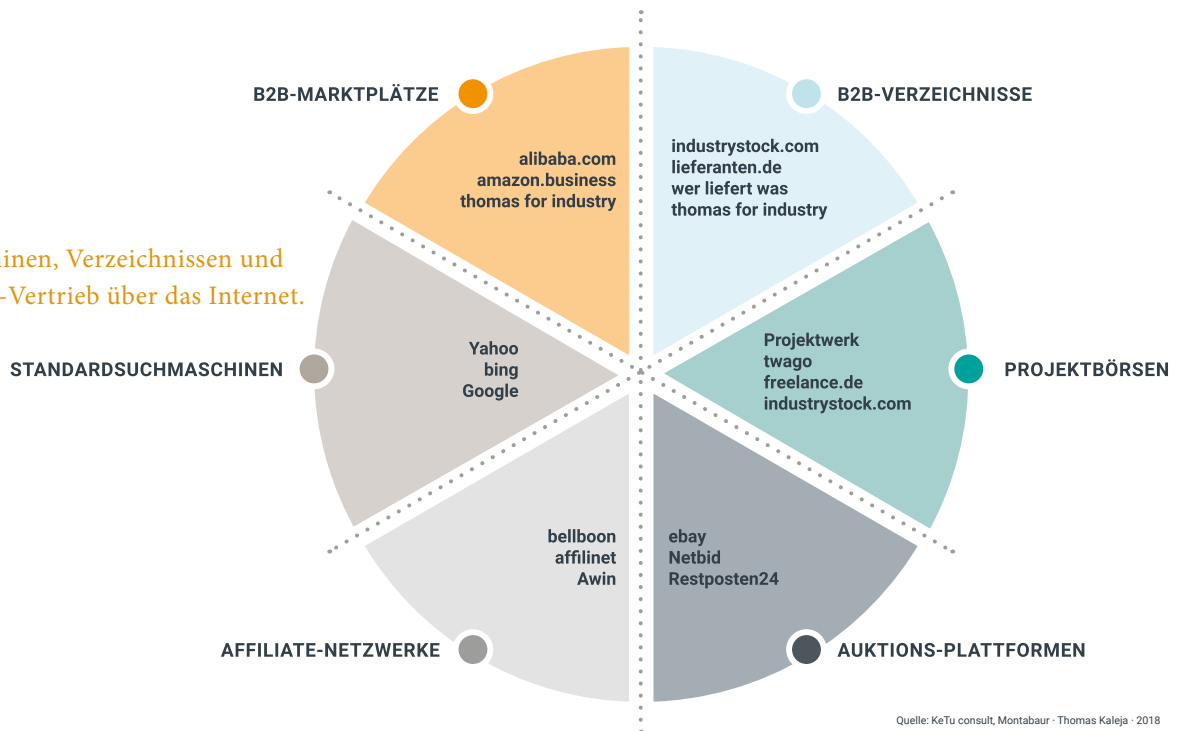 B2B-MARKTPLÄTZE
B2B-VERZEICHNISSE
alibaba.com
amazon.business
thomas for industry
industrystock.com
lieferanten.de
wer liefert was
thomas for industry
Verzeichnissen und
-Vertrieb über das Internet.
STANDARDSUCHMASCHINEN
Yahoo
bing
Google
Projektwerk
twago
freelance.de
industrystock.com
PROJEKTBÖRSEN
bellboon
affilinet
Awin
ebay
Netbid
Restposten24
AFFILIATE-NETZWERKE
AUKTIONS-PLATTFORMEN
Quelle: KeTu consult, Montabaur · Thomas Kaleja · 2018